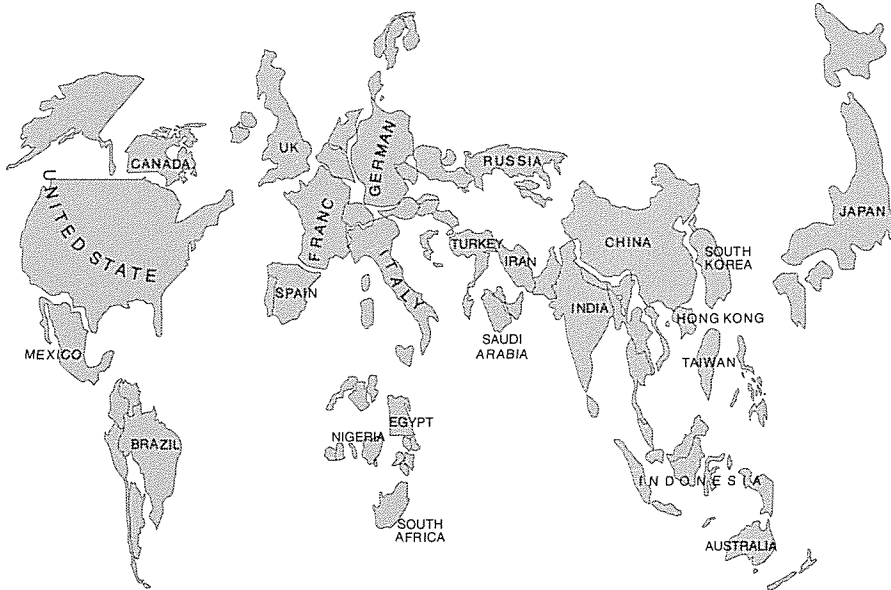 CANADA
UNITED STATE
MEXICO
BRAZIL
UK
FRANC
GERMAN
SPAIN
ITALY
RUSSIA
TURKEY
IRAN
SAUDI
ARABIA
EGYPT
NIGERIA
SOUTH
AFRICA
CHINA
INDIA
SOUTH
KOREA
JAPAN
HONG KONG
TAIWAN
INDONESIA
AUSTRALIA